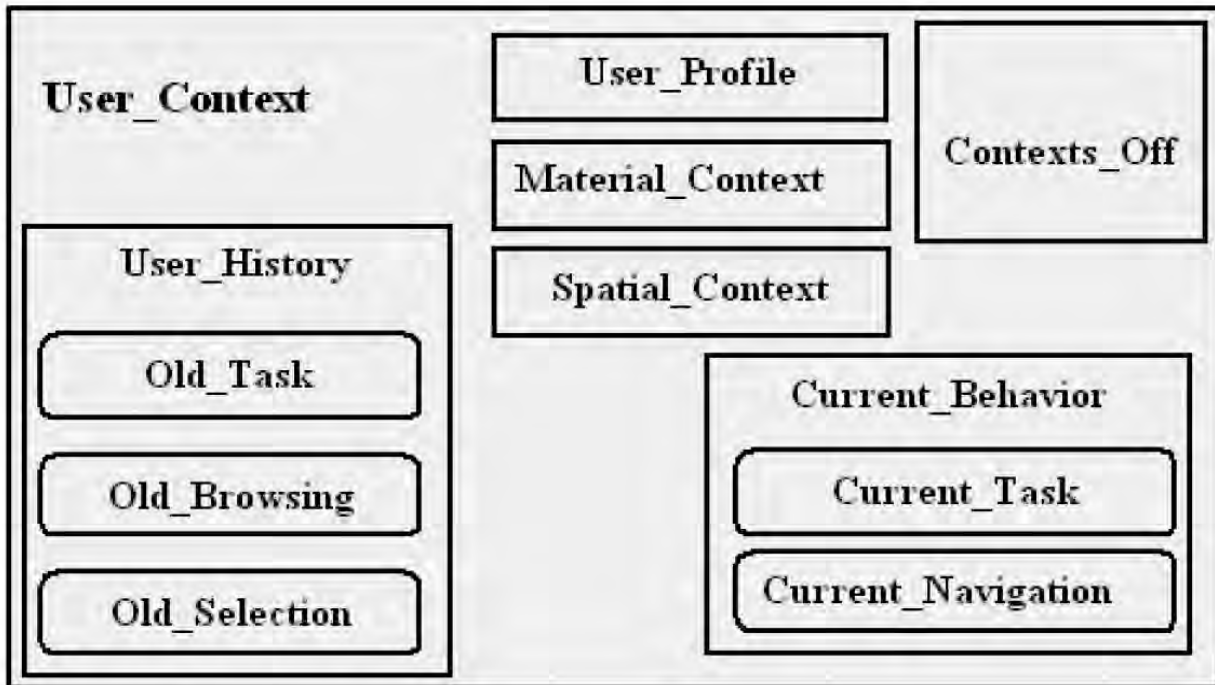 User_Context
User_Profile
Material_Context
Spatial_Context
Contexts_Off
User_History
Old_Task
Old_Browsing
Old_Selection
Current_Behavior
Current_Task
Current_Navigation